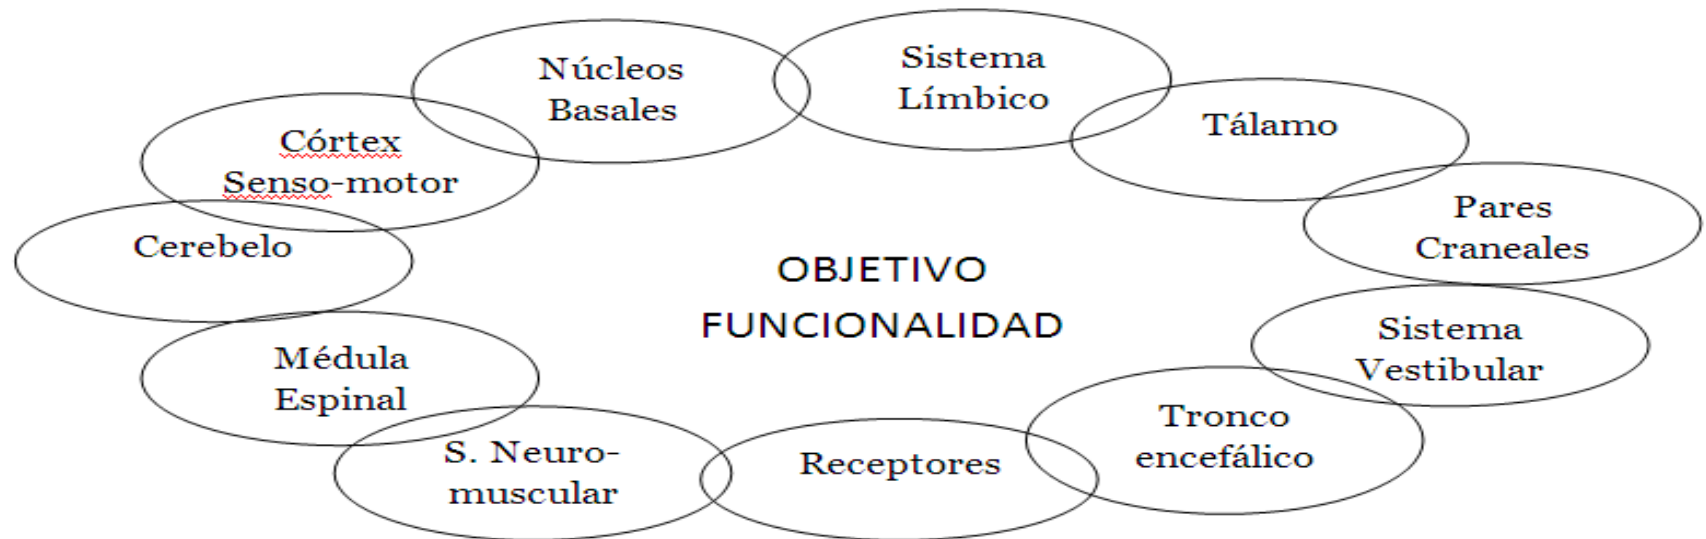 Núcleos
Basales
Sistema
Límbico
Tálamo
Córtex
Senso-motor
Pares
Craneales
Cerebelo
OBJETIVO
FUNCIONALIDAD
Sistema
Vestibular
Médula
Espinal
Tronco
encefálico
S. Neuro-
muscular
Receptores